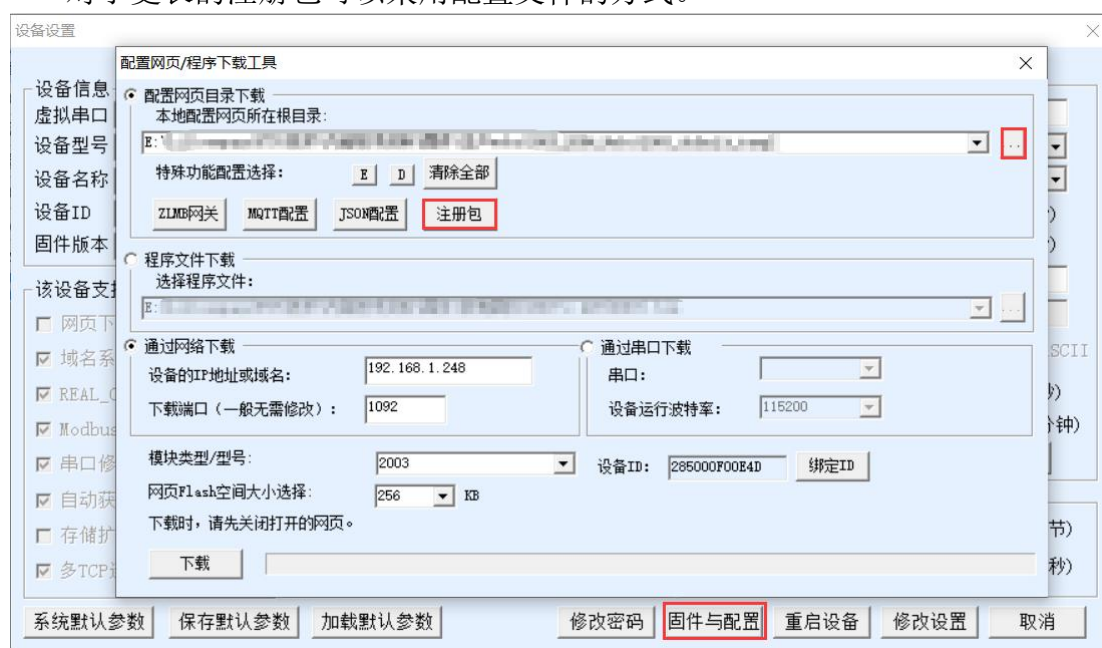 对于更长的注册包可以采用配置文件的方式。
设备设置
配置网页/程序下载工具
设备信息
虚拟串口
设备型号
设备名称
设备ID
固件版本
配置网页目录下载
本地配置网页所在根目录:
E:
..
特殊功能配置选择: E D 清除全部
ZLMB网关 MQTT配置 JSON配置 注册包
程序文件下载
选择程序文件:
E:
...
该设备支
网页下
域名系
REAL_C
Modbus
串口修
自动获
存储扩
多TCP
通过网络下载
设备的IP地址或域名: 192.168.1.248
下载端口（一般无需修改）: 1092
通过串口下载
串口:
设备运行波特率: 115200
模块类型/型号: 2003 设备ID: 285000F00E4D 绑定ID
网页Flash空间大小选择: 256 KB
下载时，请先关闭打开的网页。
下载
SCII
秒)
分钟)
节)
秒)
系统默认参数 保存默认参数 加载默认参数 修改密码 固件与配置 重启设备 修改设置 取消